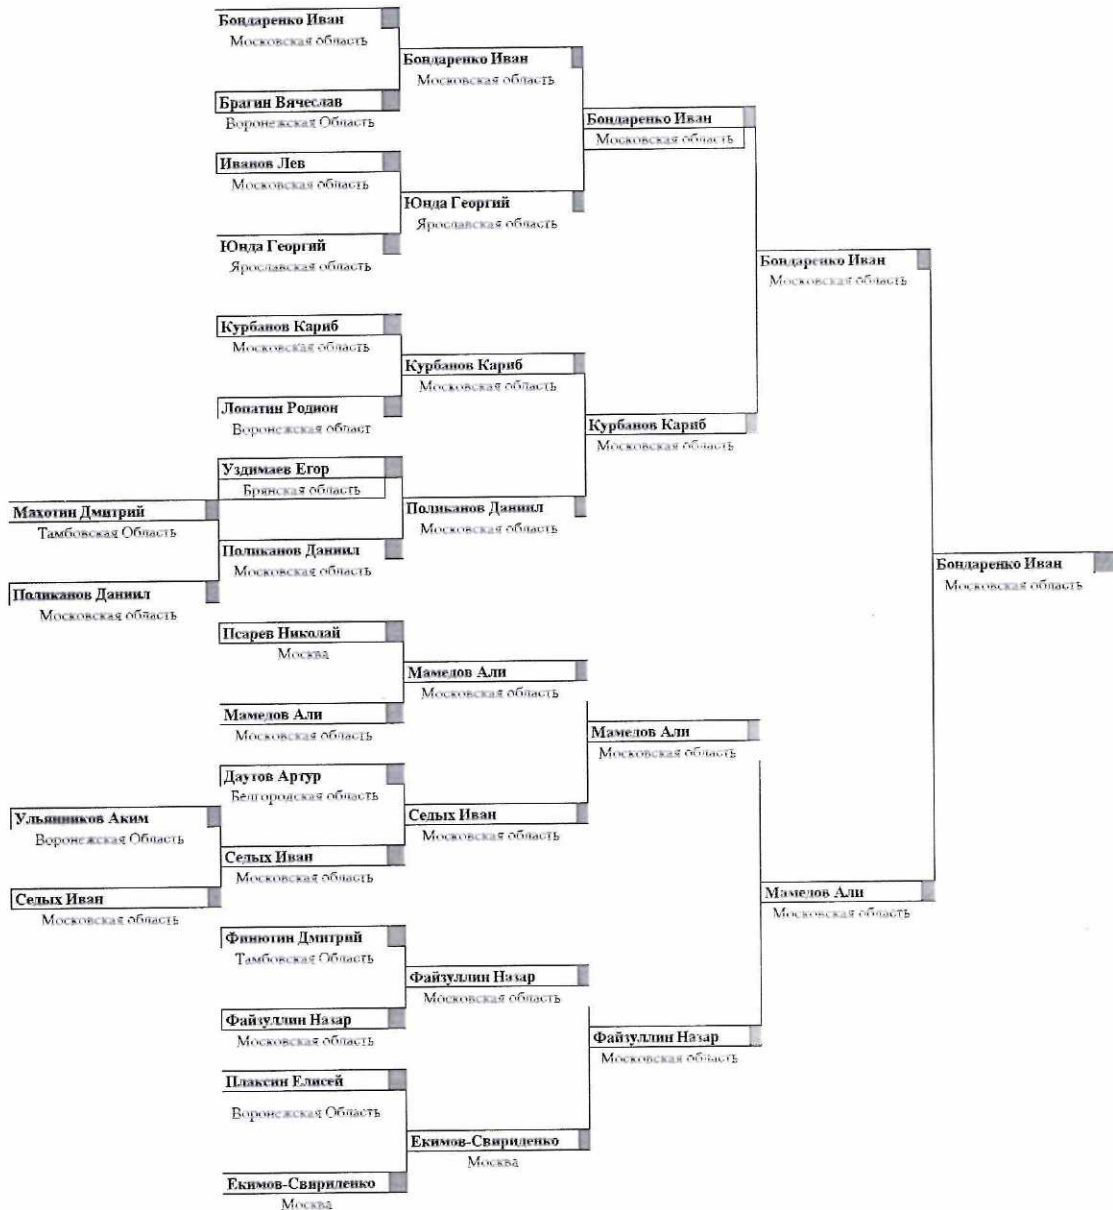 Бондаренко Иван
Московская область
Брагин Вячеслав
Воронежская Область
Иванов Лев
Московская область
Юнда Георгий
Ярославская область
Курбанов Кариб
Московская область
Лопатин Родион
Воронежская област
Уздимаев Егор
Брянская область
Махотин Дмитрий
Тамбовская Область
Поликанов Даниил
Московская область
Поликанов Даниил
Московская область
Псарев Николай
Москва
Мамедов Али
Московская область
Даутов Артур
Белгородская область
Ульянников Аким
Воронежская Область
Седых Иван
Московская область
Седых Иван
Московская область
Финютин Дмитрий
Тамбовская Область
Файзуллин Назар
Московская область
Плаксин Елисей
Воронежская Область
Екимов-Свириденко
Москва
Бондаренко Иван
Московская область
Юнда Георгий
Ярославская область
Курбанов Кариб
Московская область
Поликанов Даниил
Московская область
Мамедов Али
Московская область
Седых Иван
Московская область
Файзуллин Назар
Московская область
Екимов-Свириденко
Москва
Бондаренко Иван
Московская область
Курбанов Кариб
Московская область
Мамедов Али
Московская область
Файзуллин Назар
Московская область
Бондаренко Иван
Московская область
Мамедов Али
Московская область
Бондаренко Иван
Московская область